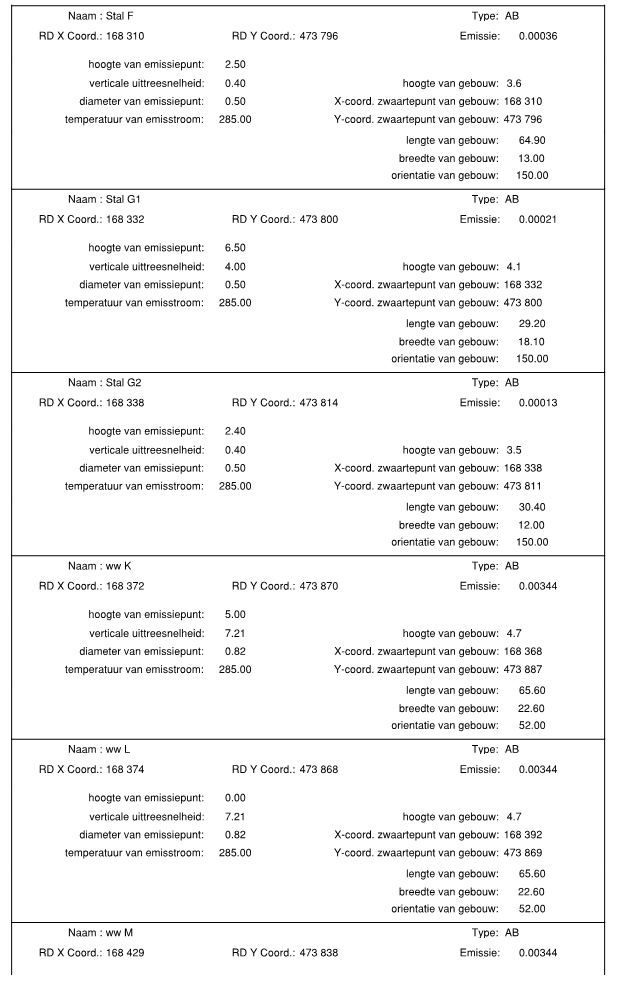 Naam : Stal F Type: AB
RD X Coord.: 168 310 RD Y Coord.: 473 796 Emissie: 0.00036
hoogte van emissiepunt: 2.50
verticale uittreesnelheid: 0.40 hoogte van gebouw: 3.6
diameter van emissiepunt: 0.50 X-coord. zwaartepunt van gebouw: 168 310
temperatuur van emisstroom: 285.00 Y-coord. zwaartepunt van gebouw: 473 796
lengte van gebouw: 64.90
breedte van gebouw: 13.00
orientatie van gebouw: 150.00
Naam : Stal G1 Type: AB
RD X Coord.: 168 332 RD Y Coord.: 473 800 Emissie: 0.00021
hoogte van emissiepunt: 6.50
verticale uittreesnelheid: 4.00 hoogte van gebouw: 4.1
diameter van emissiepunt: 0.50 X-coord. zwaartepunt van gebouw: 168 332
temperatuur van emisstroom: 285.00 Y-coord. zwaartepunt van gebouw: 473 800
lengte van gebouw: 29.20
breedte van gebouw: 18.10
orientatie van gebouw: 150.00
Naam : Stal G2 Type: AB
RD X Coord.: 168 338 RD Y Coord.: 473 814 Emissie: 0.00013
hoogte van emissiepunt: 2.40
verticale uittreesnelheid: 0.40 hoogte van gebouw: 3.5
diameter van emissiepunt: 0.50 X-coord. zwaartepunt van gebouw: 168 338
temperatuur van emisstroom: 285.00 Y-coord. zwaartepunt van gebouw: 473 811
lengte van gebouw: 30.40
breedte van gebouw: 12.00
orientatie van gebouw: 150.00
Naam : ww K Type: AB
RD X Coord.: 168 372 RD Y Coord.: 473 870 Emissie: 0.00344
hoogte van emissiepunt: 5.00
verticale uittreesnelheid: 7.21 hoogte van gebouw: 4.7
diameter van emissiepunt: 0.82 X-coord. zwaartepunt van gebouw: 168 368
temperatuur van emisstroom: 285.00 Y-coord. zwaartepunt van gebouw: 473 887
lengte van gebouw: 65.60
breedte van gebouw: 22.60
orientatie van gebouw: 52.00
Naam : ww L Type: AB
RD X Coord.: 168 374 RD Y Coord.: 473 868 Emissie: 0.00344
hoogte van emissiepunt: 0.00
verticale uittreesnelheid: 7.21 hoogte van gebouw: 4.7
diameter van emissiepunt: 0.82 X-coord. zwaartepunt van gebouw: 168 392
temperatuur van emisstroom: 285.00 Y-coord. zwaartepunt van gebouw: 473 869
lengte van gebouw: 65.60
breedte van gebouw: 22.60
orientatie van gebouw: 52.00
Naam : ww M Type: AB
RD X Coord.: 168 429 RD Y Coord.: 473 838 Emissie: 0.00344